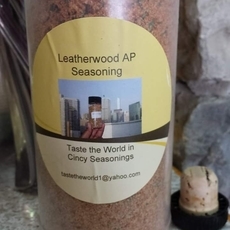 Leatherwood AP
Seasoning
Taste the World in
Cincy Seasonings
tastetheworld1@yahoo.com